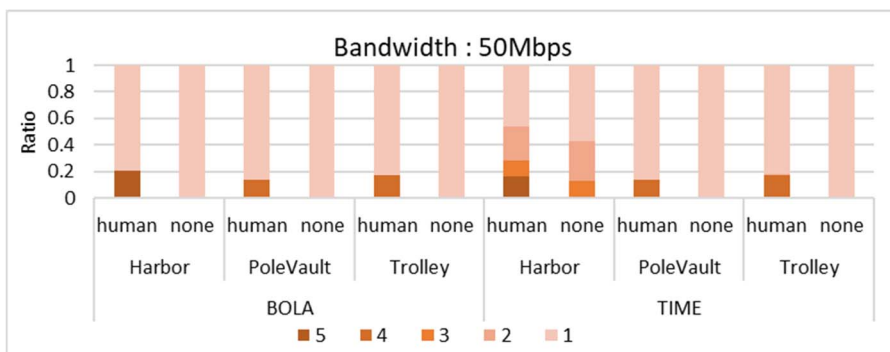 Bandwidth : 50Mbps
Ratio
1
0.8
0.6
0.4
0.2
0
human none human none human none human none human none human none
Harbor PoleVault Trolley Harbor PoleVault Trolley
BOLA TIME
5 4 3 2 1